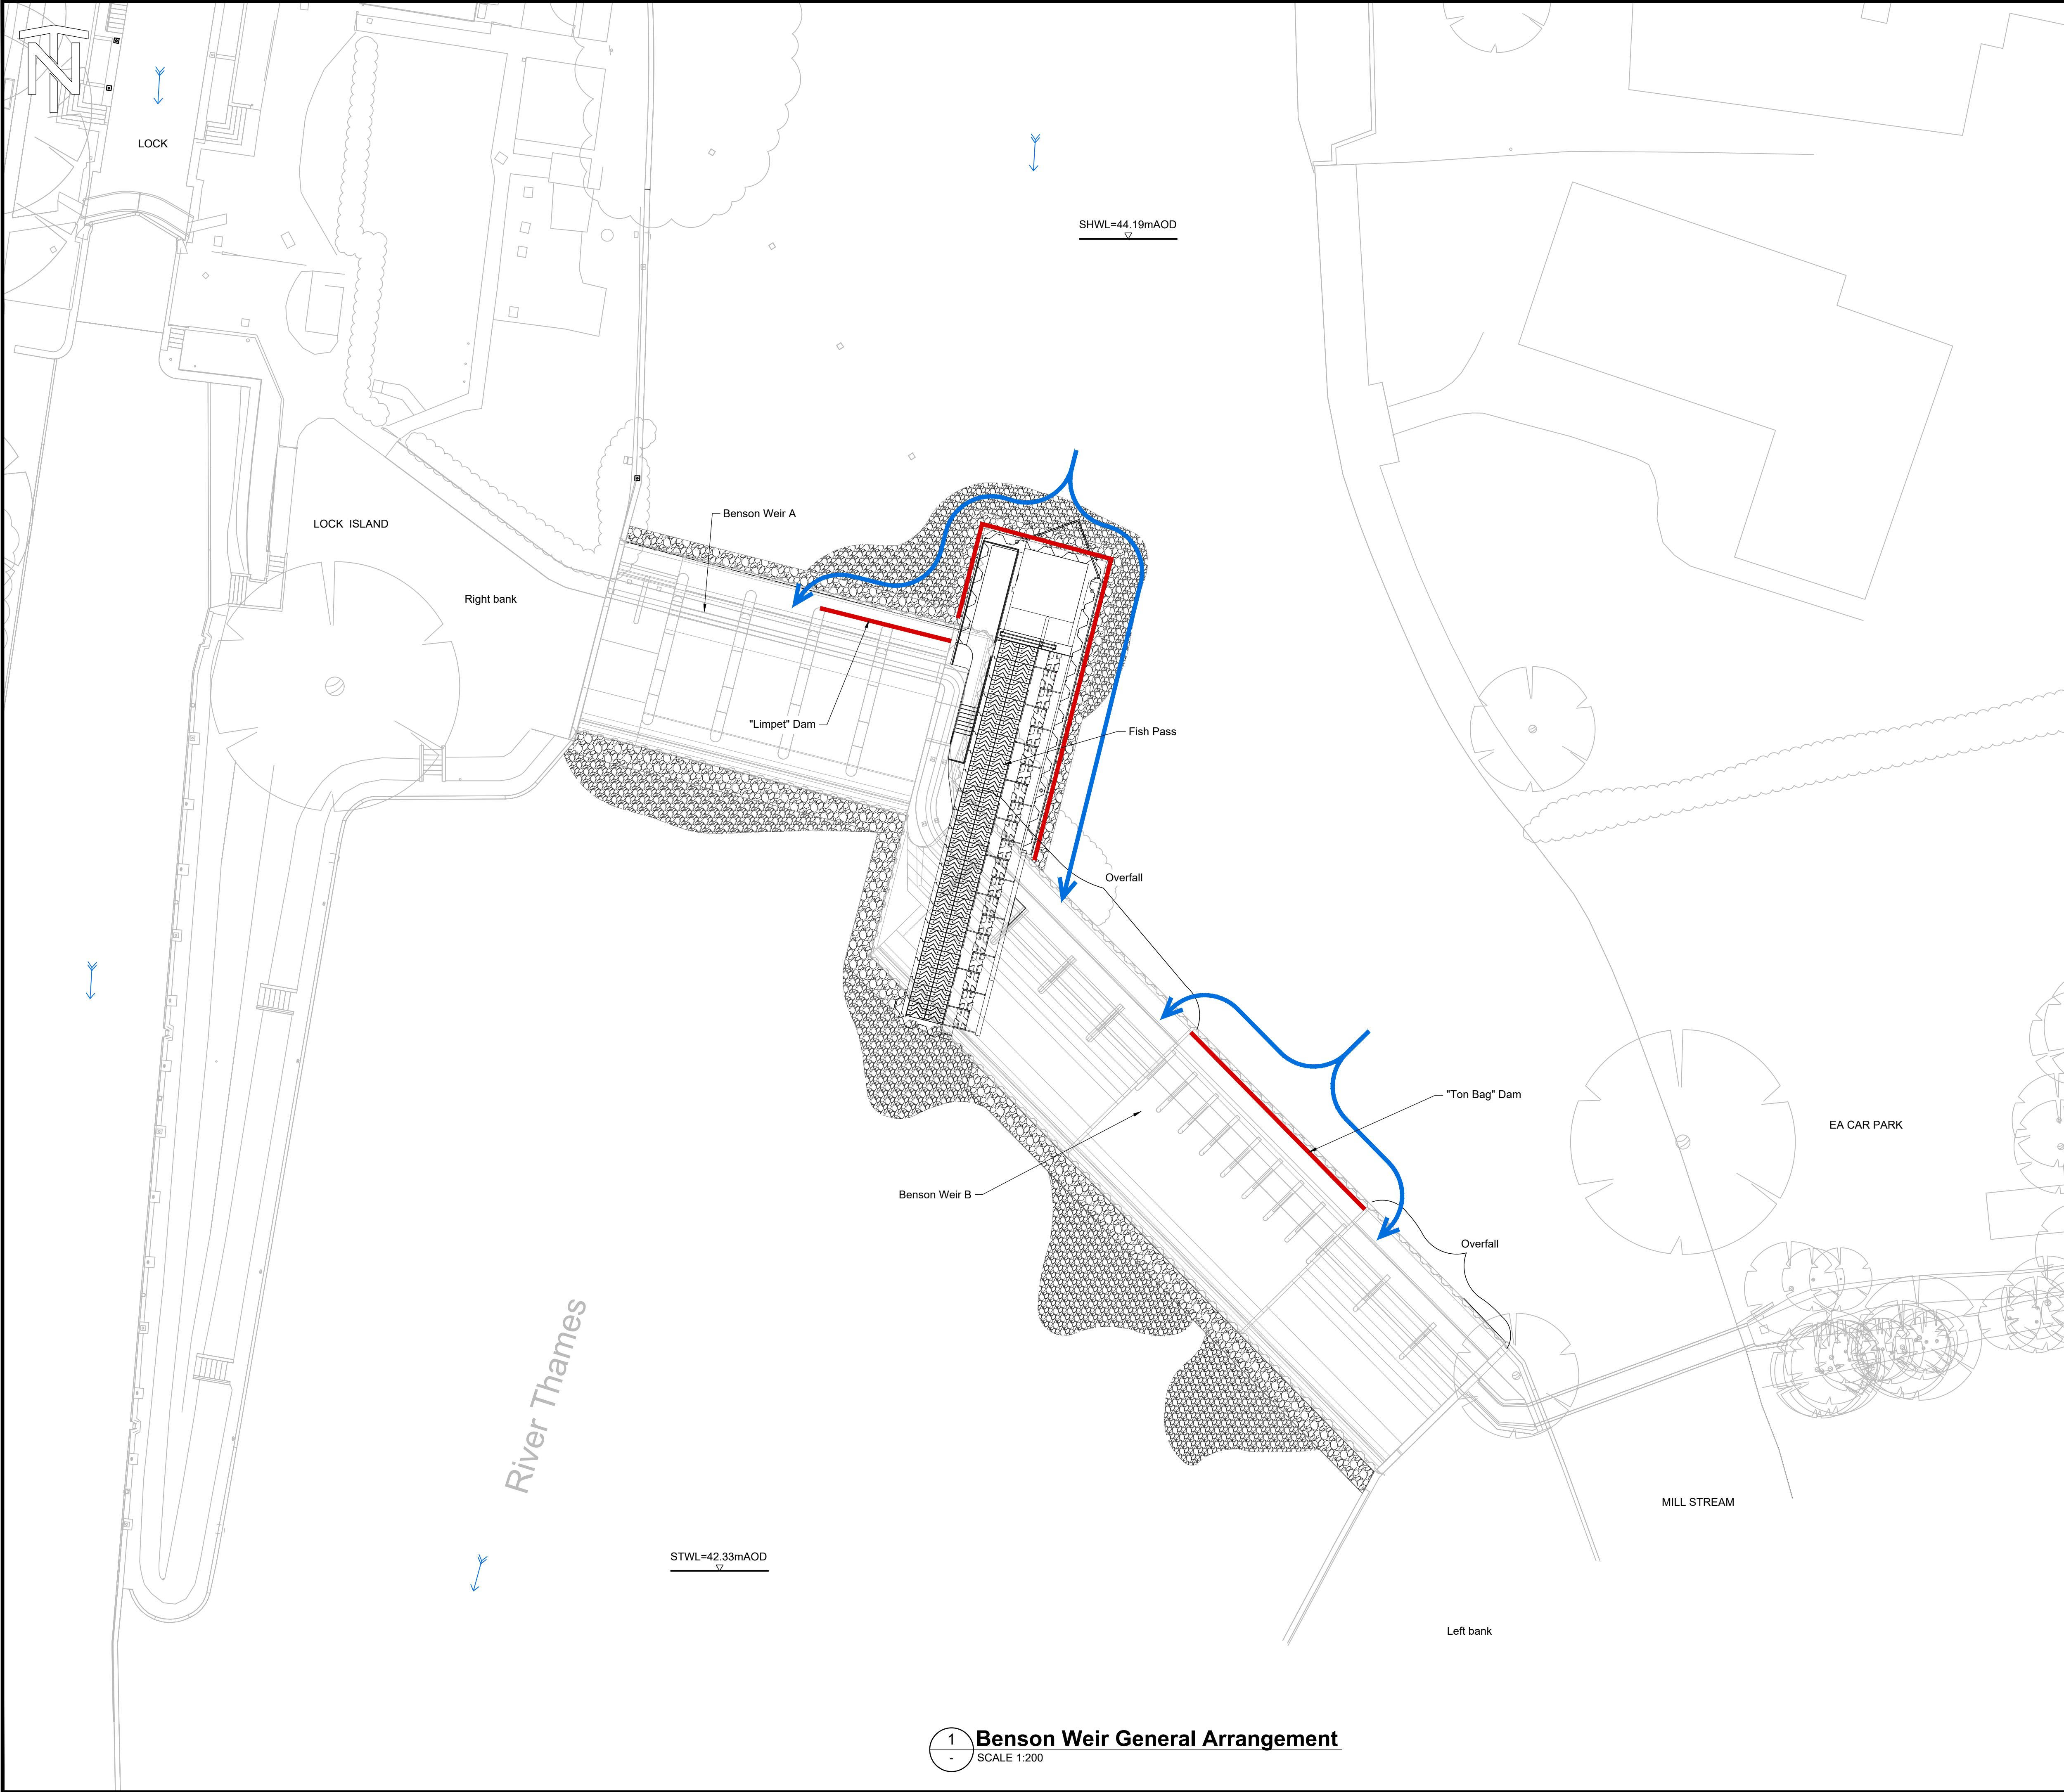 N
LOCK
SHWL=44.19mAOD
Benson Weir A
LOCK ISLAND
Right bank
"Limpet" Dam
Fish Pass
Overfall
"Ton Bag" Dam
EA CAR PARK
Benson Weir B
Overfall
River Thames
MILL STREAM
STWL=42.33mAOD
Left bank
1
-
Benson Weir General Arrangement
SCALE 1:200